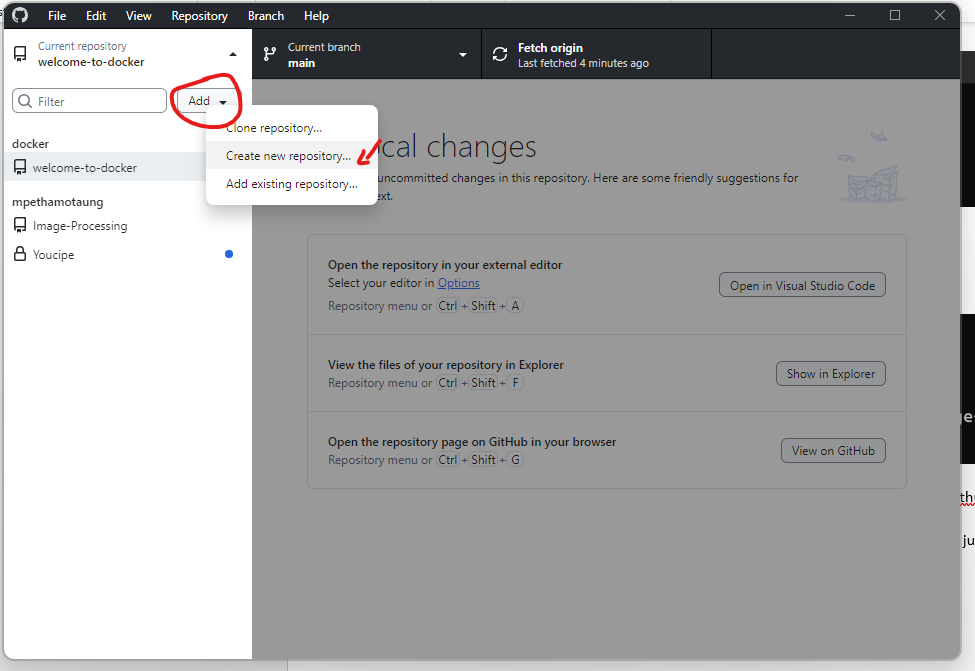 File Edit View Repository Branch Help
Current repository
welcome-to-docker
Current branch
main
Fetch origin
Last fetched 4 minutes ago
Filter
Add
Clone repository...
Create new repository...
Add existing repository...
docker
welcome-to-docker
mpethamotaung
Image-Processing
Youcipe
cal changes
uncommitted changes in this repository. Here are some friendly suggestions for
ext.
Open the repository in your external editor
Select your editor in Options
Repository menu or Ctrl + Shift + A
Open in Visual Studio Code
View the files of your repository in Explorer
Repository menu or Ctrl + Shift + F
Show in Explorer
Open the repository page on GitHub in your browser
Repository menu or Ctrl + Shift + G
View on GitHub
ju